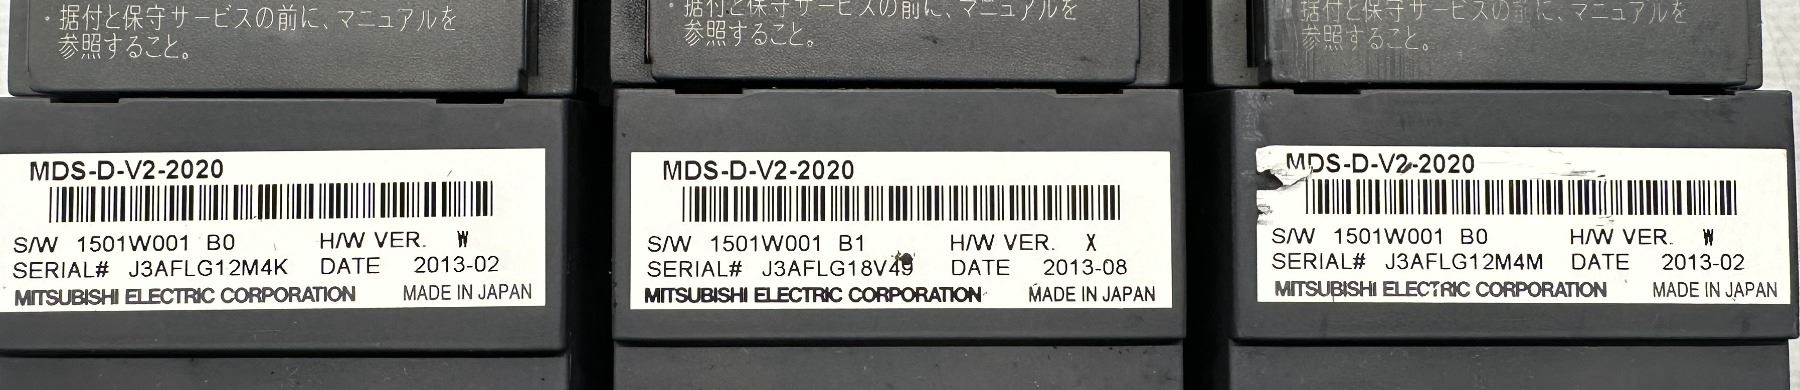 ・据付と保守サービスの前に、マニュアルを
参照すること。
MDS-D-V2-2020
S/W 1501W001 B0 H/W VER. W
SERIAL# J3AFLG12M4K DATE 2013-02
MITSUBISHI ELECTRIC CORPORATION MADE IN JAPAN
・据付と保守サービスの前に、マニュアルを
参照すること。
MDS-D-V2-2020
S/W 1501W001 B1 H/W VER. X
SERIAL# J3AFLG18V49 DATE 2013-08
MITSUBISHI ELECTRIC CORPORATION MADE IN JAPAN
据付と保守サービスの前に、マニュアルを
参照すること。
MDS-D-V2-2020
S/W 1501W001 B0 H/W VER. W
SERIAL# J3AFLG12M4M DATE 2013-02
MITSUBISHI ELECTRIC CORPORATION MADE IN JAPAN